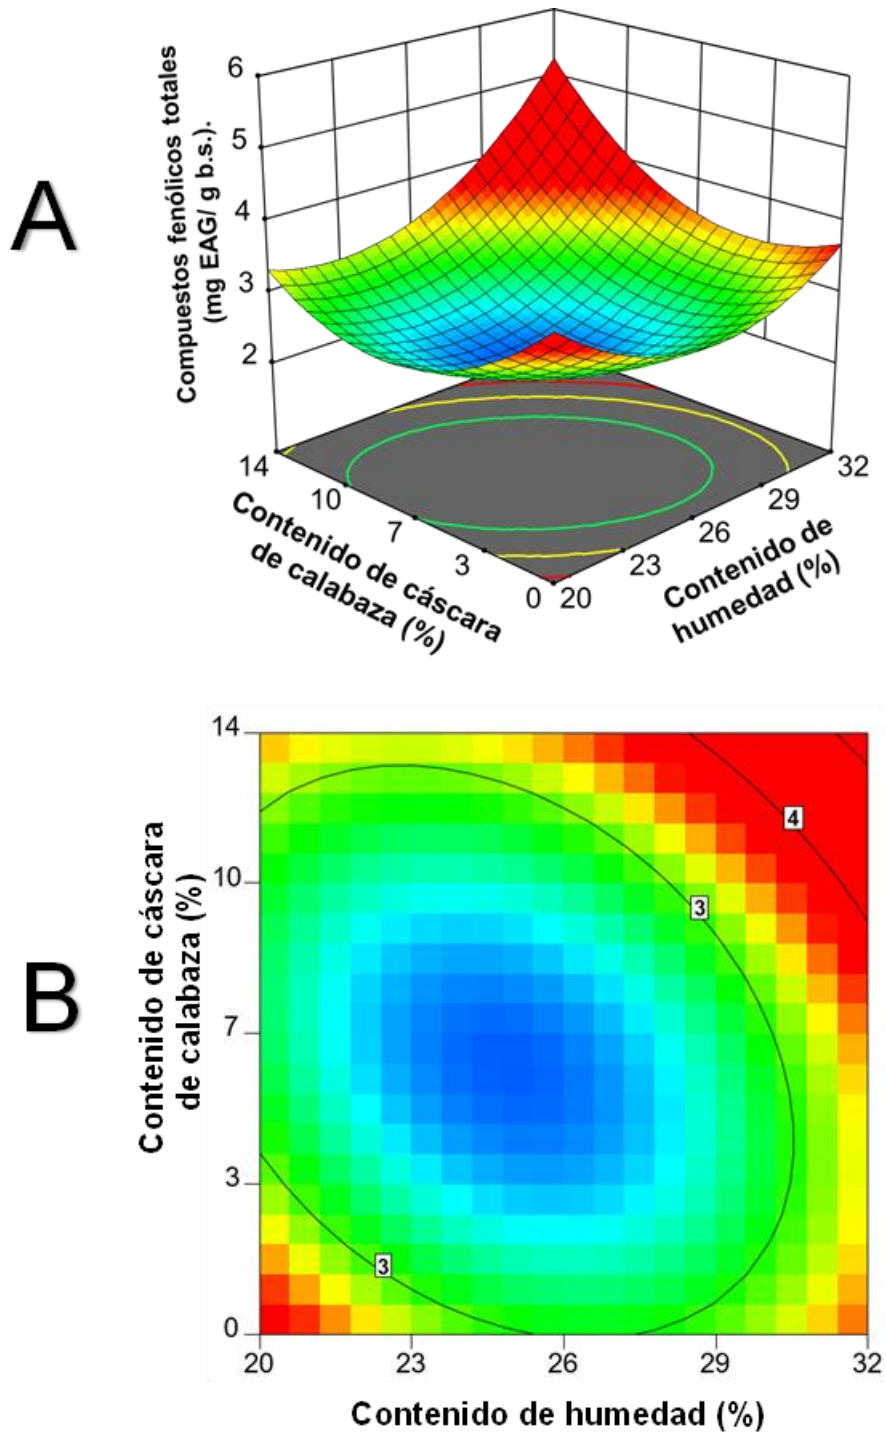 A
Compuestos fenólicos totales
(mg EAG/ g b.s.).
6
5
4
3
2
14
10
7
3
0
20
23
26
29
32
Contenido de cáscara
de calabaza (%)
Contenido de
humedad (%)
B
Contenido de cáscara
de calabaza (%)
14
10
7
3
0
4
3
3
20
23
26
29
32
Contenido de humedad (%)